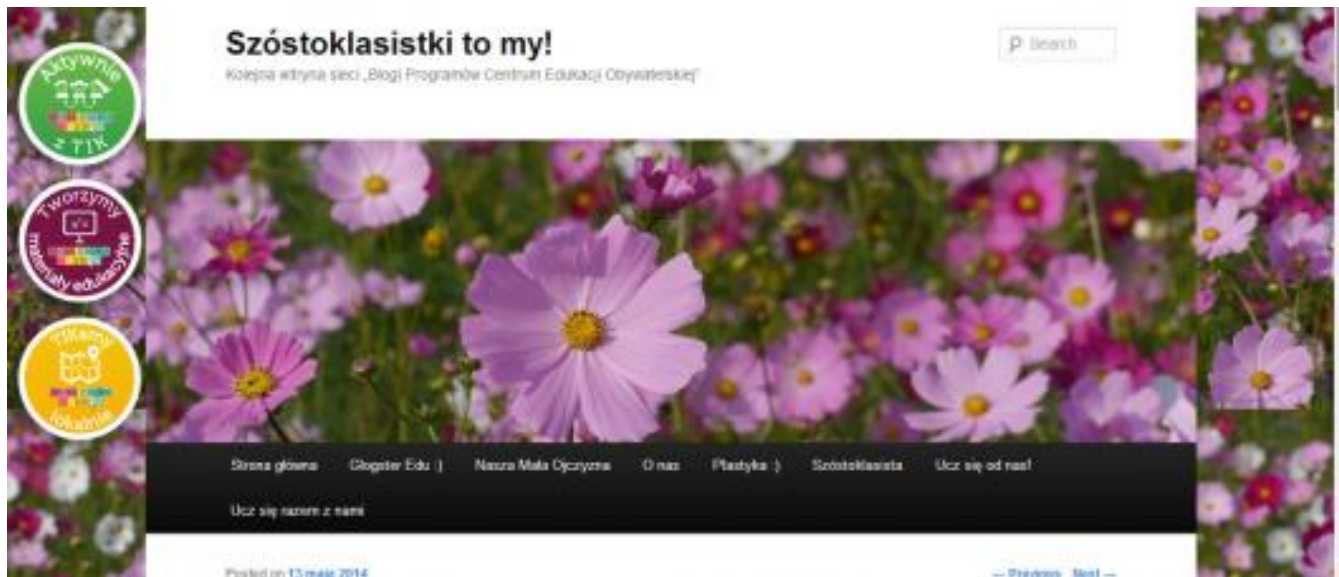 Szóstoklasistki to my!
Kolejna witryna sieci „Blogi Programów Centrum Edukacji Obywatelskiej”
Search
Aktywnie
z TIK
Tworzymy
materiały edukacyjne
TIKamy
lokalnie
Strona główna Glogster Edu :) Nasza Mała Ojczyzna O nas Plastyka :) Szóstoklasista Ucz się od nas!
Ucz się razem z nami
Posted on 13 maja 2014
← Previous Next →